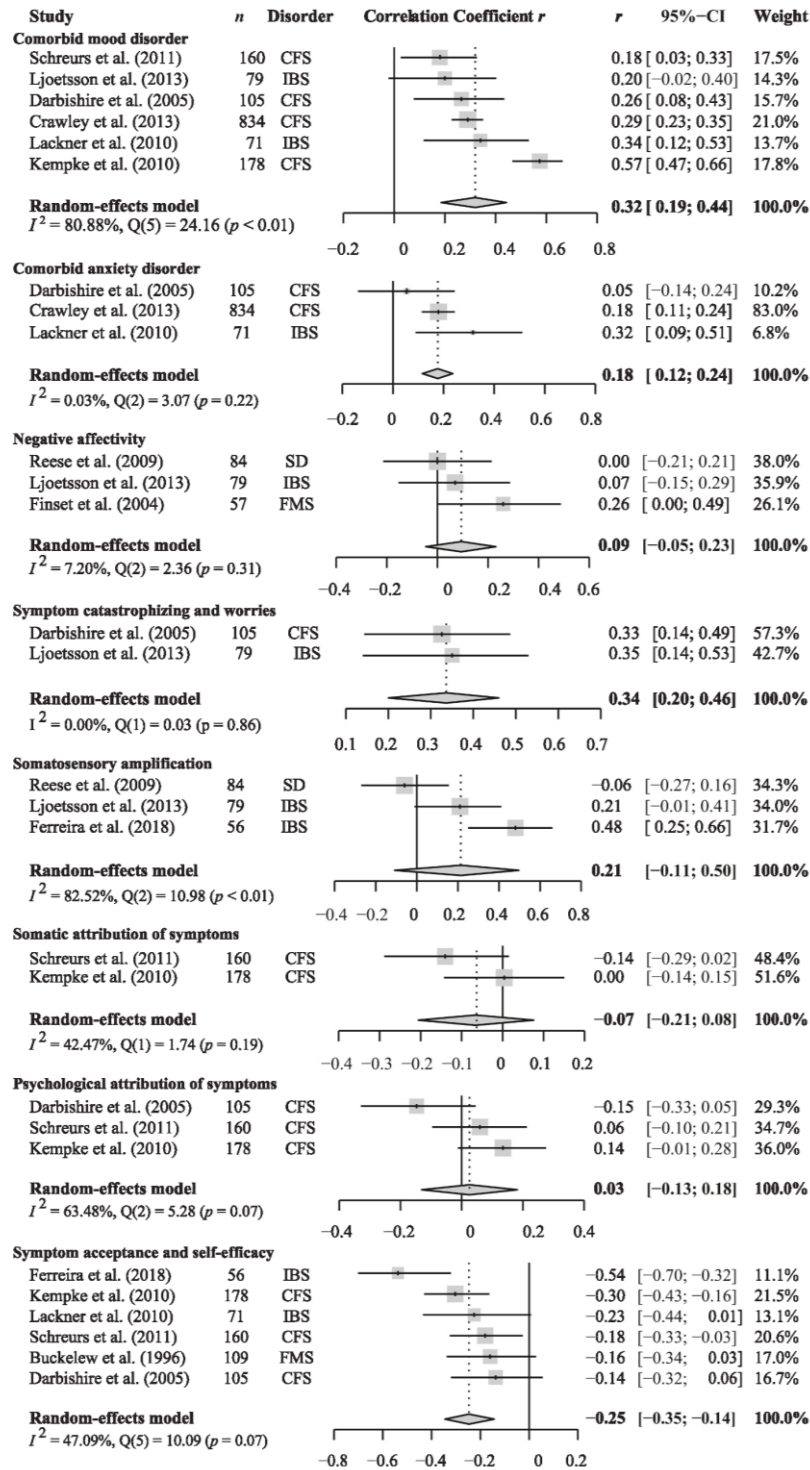 Study n Disorder Correlation Coefficient r r 95%−CI Weight
Comorbid mood disorder
Schreurs et al. (2011) 160 CFS 0.18 [ 0.03; 0.33] 17.5%
Ljoetsson et al. (2013) 79 IBS 0.20 [−0.02; 0.40] 14.3%
Darbishire et al. (2005) 105 CFS 0.26 [ 0.08; 0.43] 15.7%
Crawley et al. (2013) 834 CFS 0.29 [ 0.23; 0.35] 21.0%
Lackner et al. (2010) 71 IBS 0.34 [ 0.12; 0.53] 13.7%
Kempke et al. (2010) 178 CFS 0.57 [ 0.47; 0.66] 17.8%
Random-effects model 0.32 [ 0.19; 0.44] 100.0%
I² = 80.88%, Q(5) = 24.16 (p < 0.01)
−0.2 0 0.2 0.4 0.6 0.8
Comorbid anxiety disorder
Darbishire et al. (2005) 105 CFS 0.05 [−0.14; 0.24] 10.2%
Crawley et al. (2013) 834 CFS 0.18 [ 0.11; 0.24] 83.0%
Lackner et al. (2010) 71 IBS 0.32 [ 0.09; 0.51] 6.8%
Random-effects model 0.18 [ 0.12; 0.24] 100.0%
I² = 0.03%, Q(2) = 3.07 (p = 0.22)
−0.2 0 0.2 0.4 0.6 0.8
Negative affectivity
Reese et al. (2009) 84 SD 0.00 [−0.21; 0.21] 38.0%
Ljoetsson et al. (2013) 79 IBS 0.07 [−0.15; 0.29] 35.9%
Finset et al. (2004) 57 FMS 0.26 [ 0.00; 0.49] 26.1%
Random-effects model 0.09 [−0.05; 0.23] 100.0%
I² = 7.20%, Q(2) = 2.36 (p = 0.31)
−0.4 −0.2 0 0.2 0.4 0.6
Symptom catastrophizing and worries
Darbishire et al. (2005) 105 CFS 0.33 [0.14; 0.49] 57.3%
Ljoetsson et al. (2013) 79 IBS 0.35 [0.14; 0.53] 42.7%
Random-effects model 0.34 [0.20; 0.46] 100.0%
I² = 0.00%, Q(1) = 0.03 (p = 0.86)
0.1 0.2 0.3 0.4 0.5 0.6 0.7
Somatosensory amplification
Reese et al. (2009) 84 SD −0.06 [−0.27; 0.16] 34.3%
Ljoetsson et al. (2013) 79 IBS 0.21 [−0.01; 0.41] 34.0%
Ferreira et al. (2018) 56 IBS 0.48 [ 0.25; 0.66] 31.7%
Random-effects model 0.21 [−0.11; 0.50] 100.0%
I² = 82.52%, Q(2) = 10.98 (p < 0.01)
−0.4 −0.2 0 0.2 0.4 0.6 0.8
Somatic attribution of symptoms
Schreurs et al. (2011) 160 CFS −0.14 [−0.29; 0.02] 48.4%
Kempke et al. (2010) 178 CFS 0.00 [−0.14; 0.15] 51.6%
Random-effects model −0.07 [−0.21; 0.08] 100.0%
I² = 42.47%, Q(1) = 1.74 (p = 0.19)
−0.4 −0.3 −0.2 −0.1 0 0.1 0.2
Psychological attribution of symptoms
Darbishire et al. (2005) 105 CFS −0.15 [−0.33; 0.05] 29.3%
Schreurs et al. (2011) 160 CFS 0.06 [−0.10; 0.21] 34.7%
Kempke et al. (2010) 178 CFS 0.14 [−0.01; 0.28] 36.0%
Random-effects model 0.03 [−0.13; 0.18] 100.0%
I² = 63.48%, Q(2) = 5.28 (p = 0.07)
−0.4 −0.2 0 0.2 0.4
Symptom acceptance and self-efficacy
Ferreira et al. (2018) 56 IBS −0.54 [−0.70; −0.32] 11.1%
Kempke et al. (2010) 178 CFS −0.30 [−0.43; −0.16] 21.5%
Lackner et al. (2010) 71 IBS −0.23 [−0.44; 0.01] 13.1%
Schreurs et al. (2011) 160 CFS −0.18 [−0.33; −0.03] 20.6%
Buckelew et al. (1996) 109 FMS −0.16 [−0.34; 0.03] 17.0%
Darbishire et al. (2005) 105 CFS −0.14 [−0.32; 0.06] 16.7%
Random-effects model −0.25 [−0.35; −0.14] 100.0%
I² = 47.09%, Q(5) = 10.09 (p = 0.07)
−0.8 −0.6 −0.4 −0.2 0 0.2